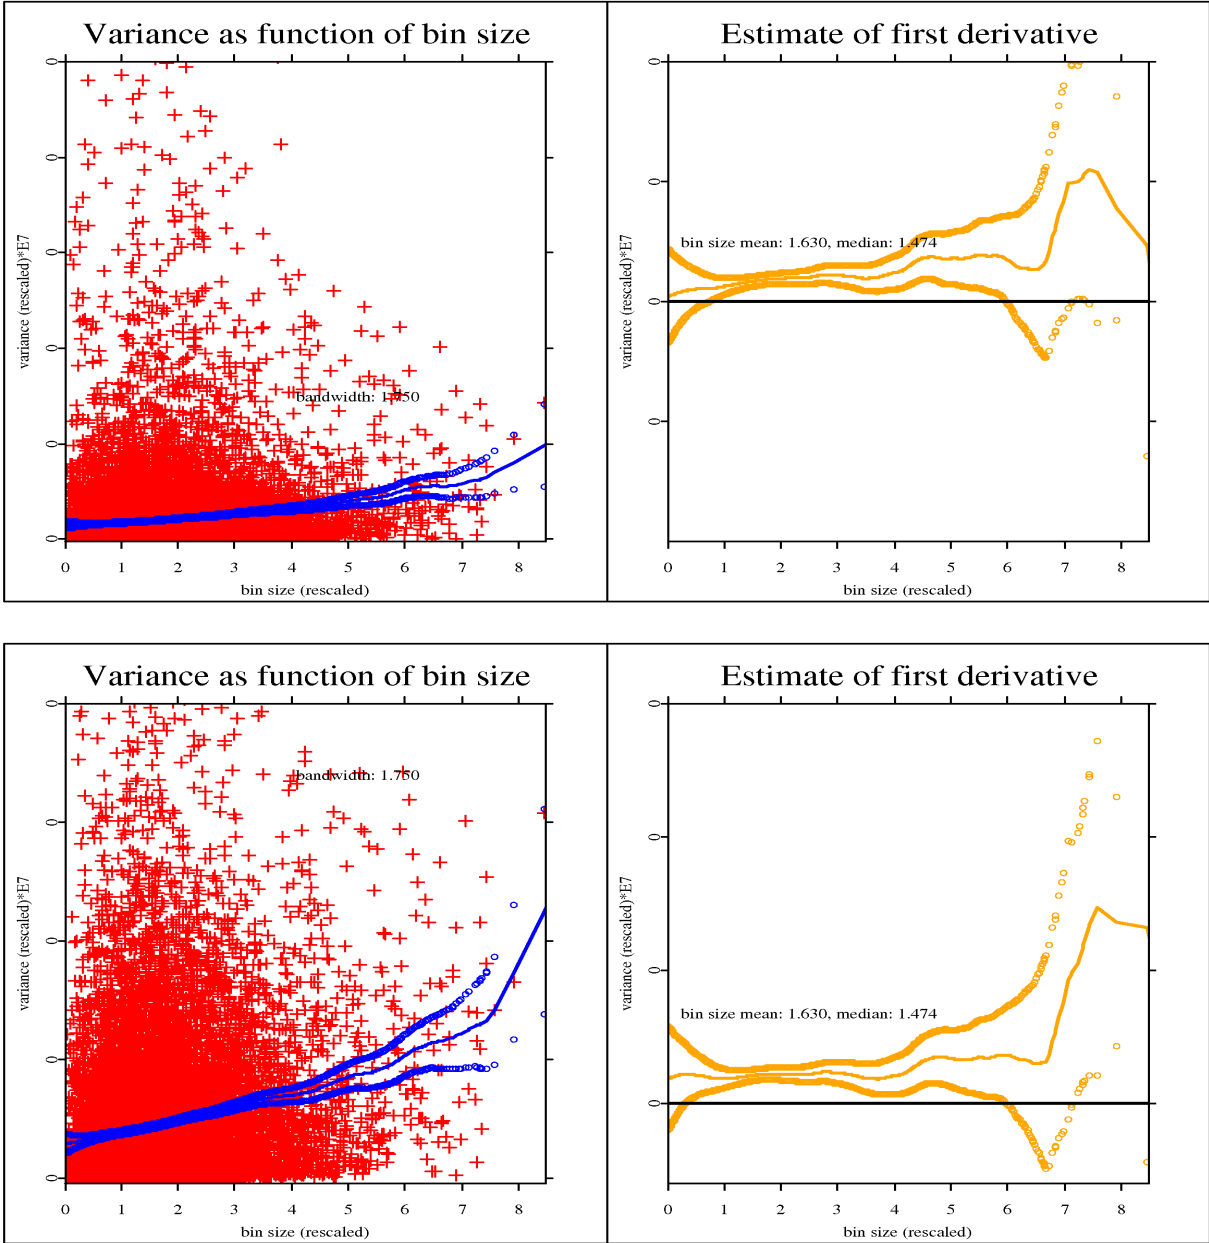 Variance as function of bin size
Estimate of first derivative
0
0
0
0
0
0
variance (rescaled)*E7
bandwidth: 1.750
0 1 2 3 4 5 6 7 8
bin size (rescaled)
0
0
0
0
variance (rescaled)*E7
bin size mean: 1.630, median: 1.474
0 1 2 3 4 5 6 7 8
bin size (rescaled)
Variance as function of bin size
Estimate of first derivative
0
0
0
0
0
variance (rescaled)*E7
bandwidth: 1.750
0 1 2 3 4 5 6 7 8
bin size (rescaled)
0
0
0
0
variance (rescaled)*E7
bin size mean: 1.630, median: 1.474
0 1 2 3 4 5 6 7 8
bin size (rescaled)